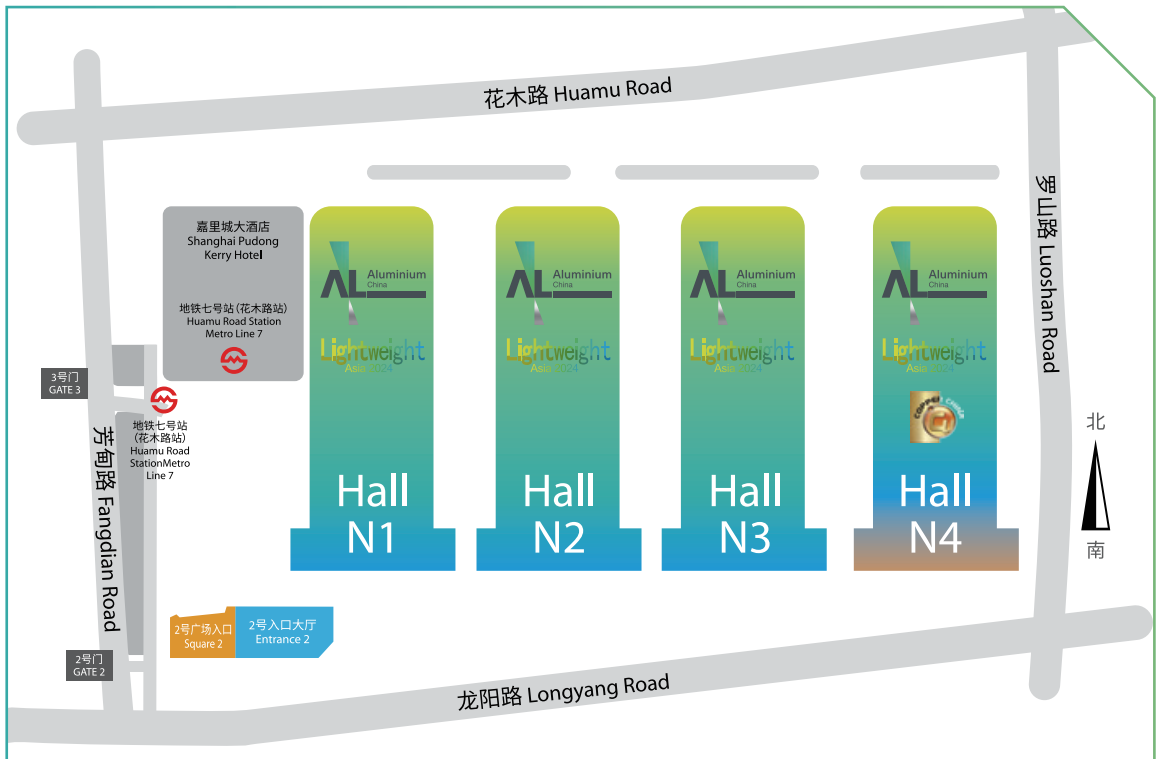 花木路 Huamu Road
罗山路 Luoshan Road
嘉里城大酒店
Shanghai Pudong
Kerry Hotel
地铁七号站(花木路站)
Huamu Road Station
Metro Line 7
AL Aluminium
China
Lightweight
Asia 2024
Hall
N1
AL Aluminium
China
Lightweight
Asia 2024
Hall
N2
AL Aluminium
China
Lightweight
Asia 2024
Hall
N3
AL Aluminium
China
Lightweight
Asia 2024
COPPER CHINA
Hall
N4
3号门
GATE 3
地铁七号站
(花木路站)
Huamu Road
StationMetro
Line 7
芳甸路 Fangdian Road
北
南
2号广场入口
Square 2
2号入口大厅
Entrance 2
2号门
GATE 2
龙阳路 Longyang Road